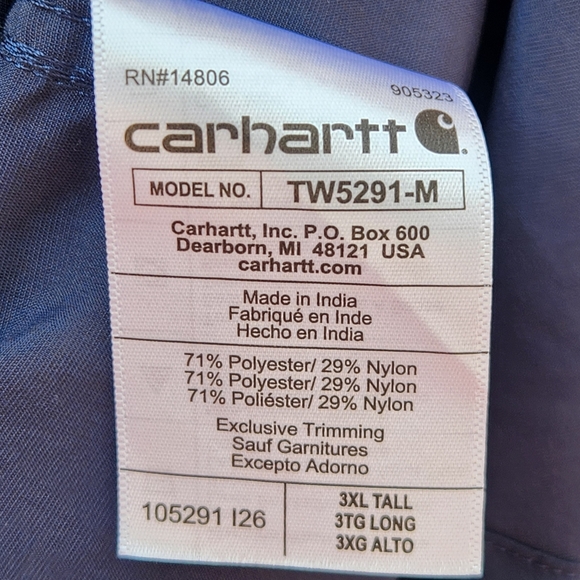 RN#14806
905323
carhartt
MODEL NO. TW5291-M
Carhartt, Inc. P.O. Box 600
Dearborn, MI 48121 USA
carhartt.com
Made in India
Fabriqué en Inde
Hecho en India
71% Polyester/ 29% Nylon
71% Polyester/ 29% Nylon
71% Poliéster/ 29% Nylon
Exclusive Trimming
Sauf Garnitures
Excepto Adorno
105291 I26
3XL TALL
3TG LONG
3XG ALTO